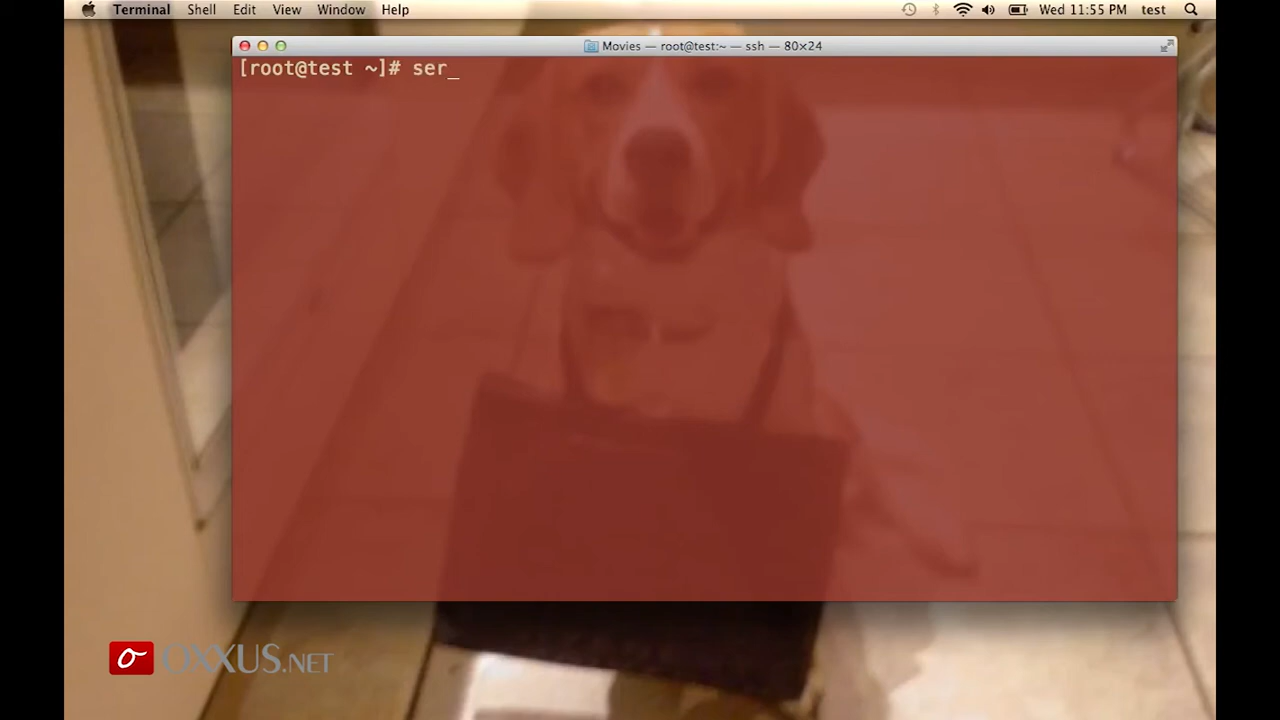 Terminal Shell Edit View Window Help Wed 11:55 PM test
Movies — root@test:~ — ssh — 80×24
[root@test ~]# ser_
OXXUS.NET